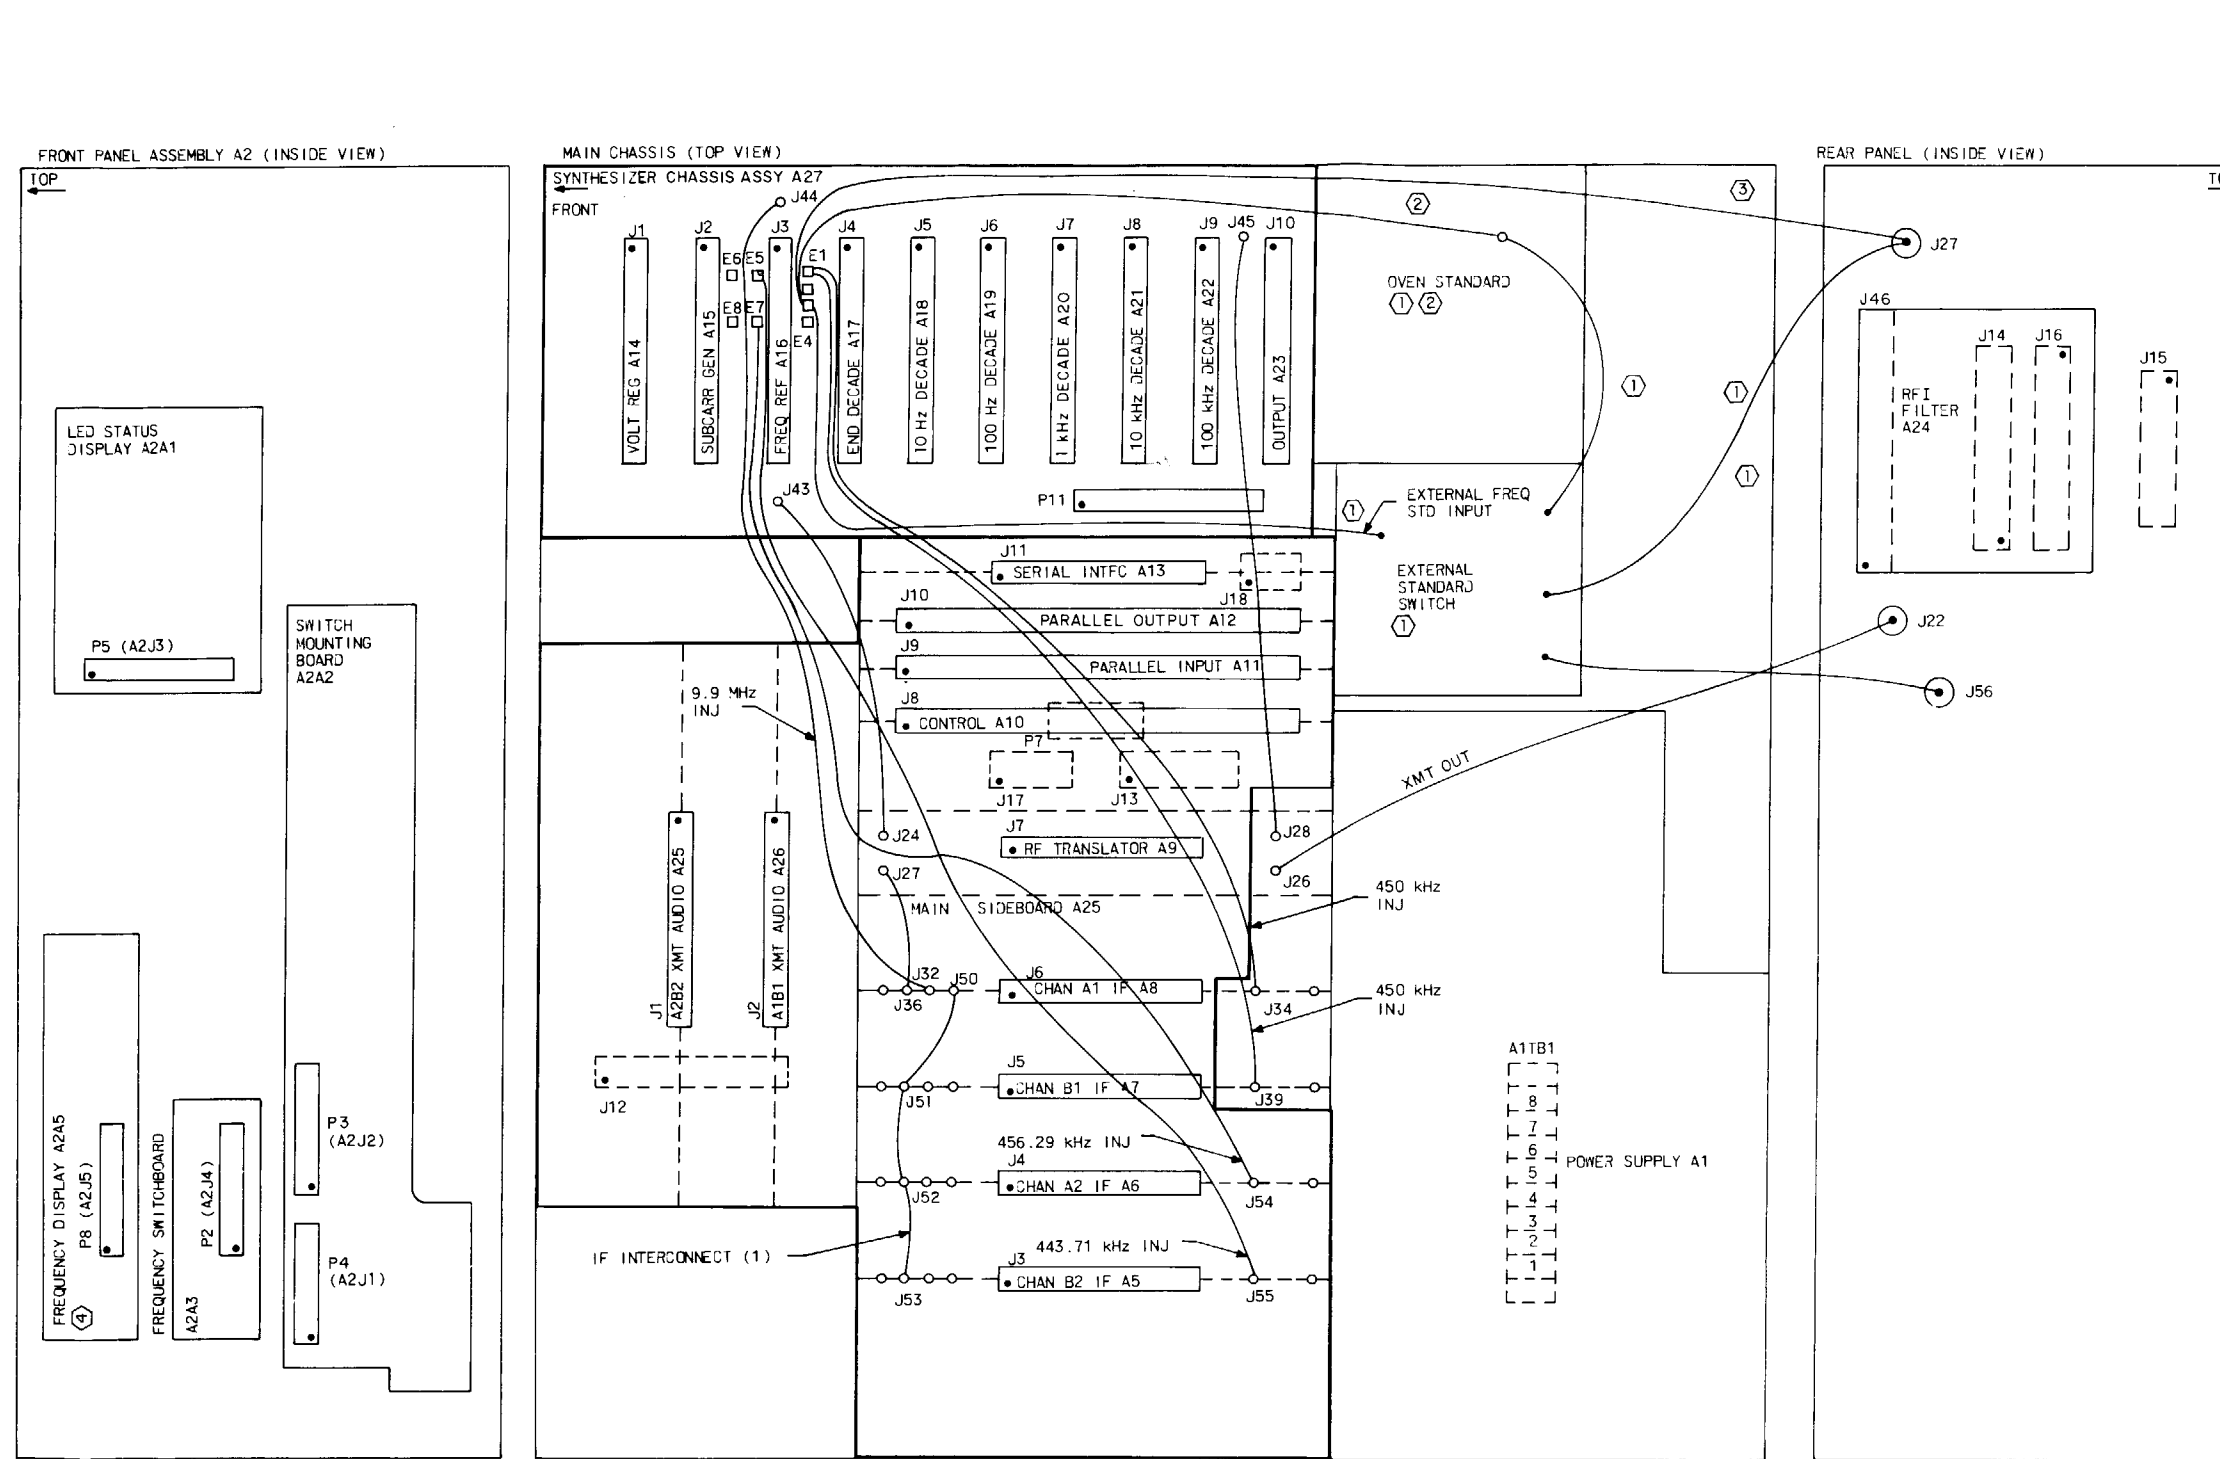 FRONT PANEL ASSEMBLY A2 (INSIDE VIEW)
TOP
LED STATUS
DISPLAY A2A1
P5 (A2J3)
SWITCH
MOUNTING
BOARD
A2A2
FREQUENCY DISPLAY A2A5
4
P8 (A2J5)
FREQUENCY SWITCHBOARD
A2A3
P2 (A2J4)
P3
(A2J2)
P4
(A2J1)
MAIN CHASSIS (TOP VIEW)
SYNTHESIZER CHASSIS ASSY A27
FRONT
J44
J1
J2
J3
J4
J5
J6
J7
J8
J9
J45
J10
E6
E5
E1
E8
E7
E4
VOLT REG A14
SUBCARR GEN A15
FREQ REF A16
END DECADE A17
10 Hz DECADE A18
100 Hz DECADE A19
1 kHz DECADE A20
10 kHz DECADE A21
100 kHz DECADE A22
OUTPUT A23
J43
P11
2
3
OVEN STANDARD
1
2
1
1
1
1
EXTERNAL FREQ
STD INPUT
EXTERNAL
STANDARD
SWITCH
1
J11
SERIAL INTFC A13
J18
J10
PARALLEL OUTPUT A12
J9
PARALLEL INPUT A11
J8
CONTROL A10
P7
J17
J13
9.9 MHz
INJ
J24
J7
RF TRANSLATOR A9
J28
J27
J26
MAIN SIDEBOARD A25
XMT OUT
450 kHz
INJ
J1
A2B2 XMT AUDIO A25
J2
A1B1 XMT AUDIO A26
J12
J32
J50
J36
J6
CHAN A1 IF A8
J34
450 kHz
INJ
J5
CHAN B1 IF A7
J51
J39
456.29 kHz INJ
J4
CHAN A2 IF A6
J52
J54
IF INTERCONNECT (1)
443.71 kHz INJ
J3
CHAN B2 IF A5
J53
J55
A1TB1
8
7
6
5
4
3
2
1
POWER SUPPLY A1
REAR PANEL (INSIDE VIEW)
J27
J46
RFI
FILTER
A24
J14
J16
J15
J22
J56